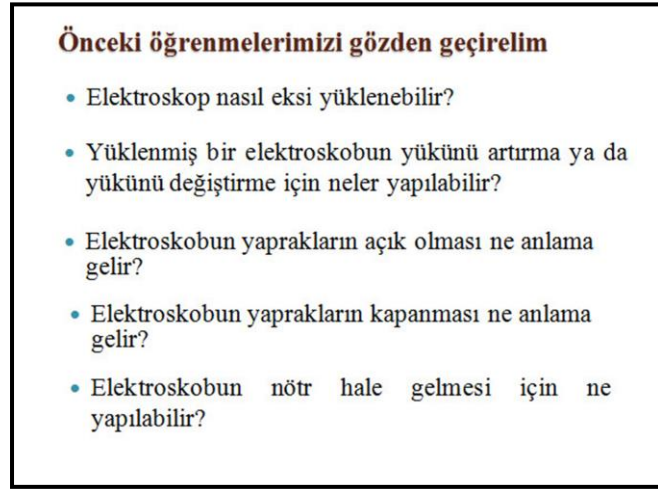 Önceki öğrenmelerimizi gözden geçirelim
• Elektroskop nasıl eksi yüklenebilir?
• Yüklenmiş bir elektroskobun yükünü artırma ya da
yükünü değiştirme için neler yapılabilir?
• Elektroskobun yaprakların açık olması ne anlama
gelir?
• Elektroskobun yaprakların kapanması ne anlama
gelir?
• Elektroskobun nötr hale gelmesi için ne
yapılabilir?